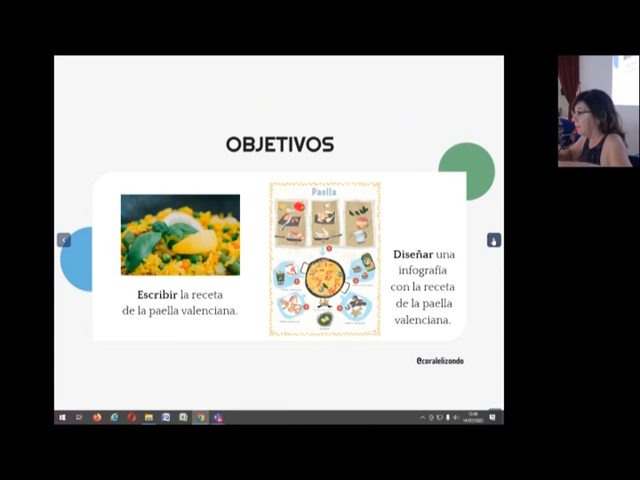 OBJETIVOS
Paella
Escribir la receta
de la paella valenciana.
Diseñar una
infografía
con la receta
de la paella
valenciana.
@coralelizondo